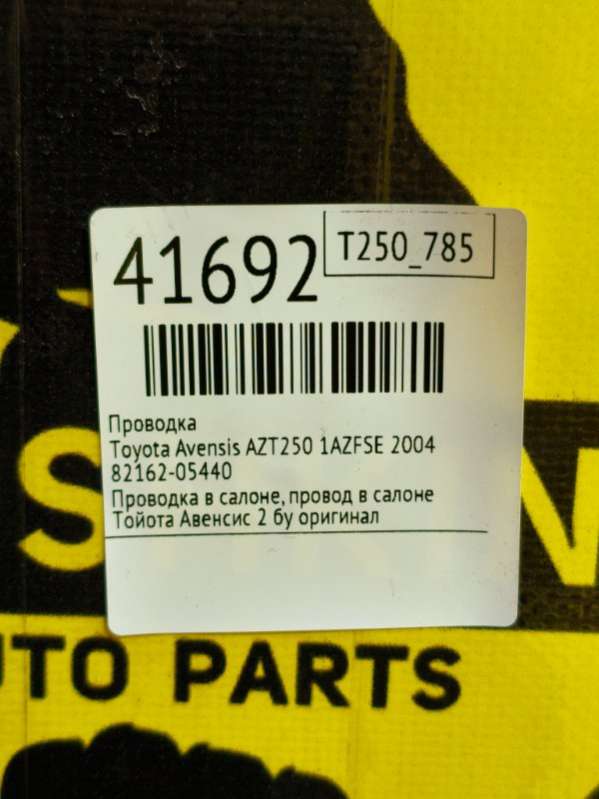 41692
T250_785
Проводка
Toyota Avensis AZT250 1AZFSE 2004
82162-05440
Проводка в салоне, провод в салоне
Тойота Авенсис 2 бу оригинал
PARTS